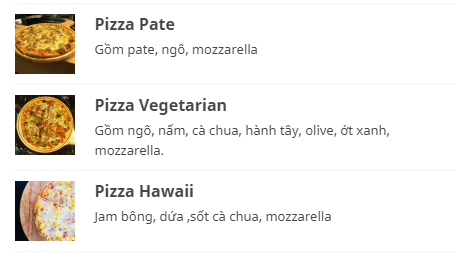 Pizza Pate
Gồm pate, ngô, mozzarella
Pizza Vegetarian
Gồm ngô, nấm, cà chua, hành tây, olive, ớt xanh,
mozzarella.
Pizza Hawaii
Jam bông, dứa ,sốt cà chua, mozzarella